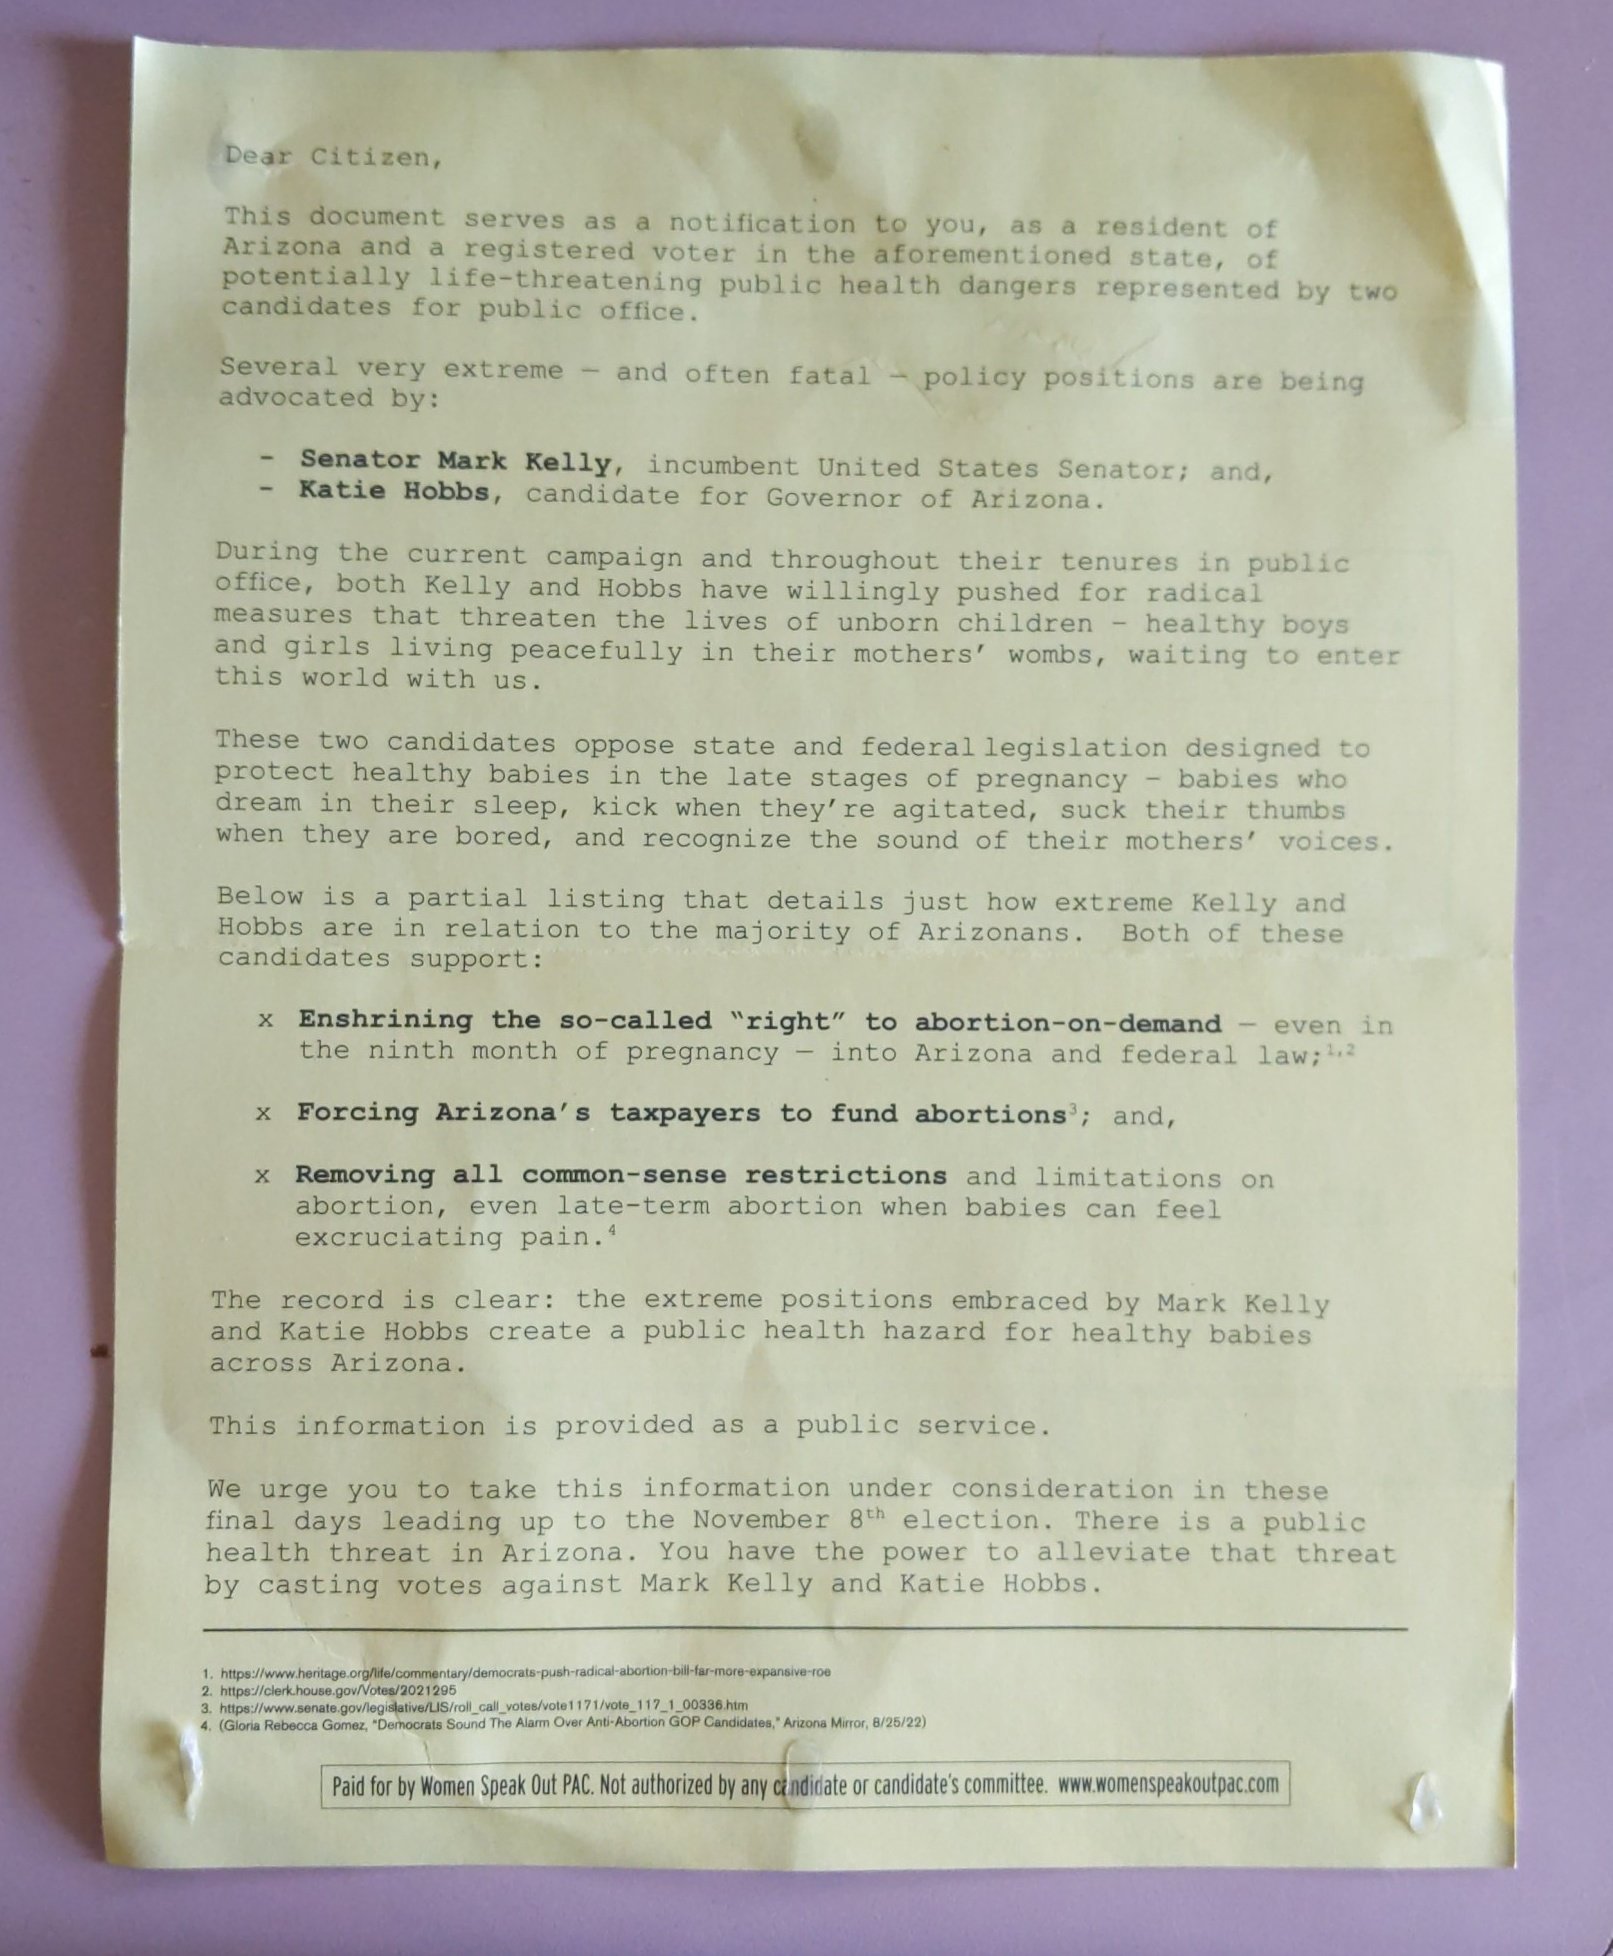 Dear Citizen,
This document serves as a notification to you, as a resident of
Arizona and a registered voter in the aforementioned state, of
potentially life-threatening public health dangers represented by two
candidates for public office.
Several very extreme — and often fatal — policy positions are being
advocated by:
- Senator Mark Kelly, incumbent United States Senator; and,
- Katie Hobbs, candidate for Governor of Arizona.
During the current campaign and throughout their tenures in public
office, both Kelly and Hobbs have willingly pushed for radical
measures that threaten the lives of unborn children – healthy boys
and girls living peacefully in their mothers’ wombs, waiting to enter
this world with us.
These two candidates oppose state and federal legislation designed to
protect healthy babies in the late stages of pregnancy – babies who
dream in their sleep, kick when they’re agitated, suck their thumbs
when they are bored, and recognize the sound of their mothers’ voices.
Below is a partial listing that details just how extreme Kelly and
Hobbs are in relation to the majority of Arizonans. Both of these
candidates support:
x Enshrining the so-called “right” to abortion-on-demand — even in
the ninth month of pregnancy — into Arizona and federal law;1,2
x Forcing Arizona’s taxpayers to fund abortions3; and,
x Removing all common-sense restrictions and limitations on
abortion, even late-term abortion when babies can feel
excruciating pain.4
The record is clear: the extreme positions embraced by Mark Kelly
and Katie Hobbs create a public health hazard for healthy babies
across Arizona.
This information is provided as a public service.
We urge you to take this information under consideration in these
final days leading up to the November 8th election. There is a public
health threat in Arizona. You have the power to alleviate that threat
by casting votes against Mark Kelly and Katie Hobbs.
1. https://www.heritage.org/life/commentary/democrats-push-radical-abortion-bill-far-more-expansive-roe
2. https://clerk.house.gov/Votes/2021295
3. https://www.senate.gov/legislative/LIS/roll_call_votes/vote1171/vote_117_1_00336.htm
4. (Gloria Rebecca Gomez, "Democrats Sound The Alarm Over Anti-Abortion GOP Candidates," Arizona Mirror, 8/25/22)
Paid for by Women Speak Out PAC. Not authorized by any candidate or candidate's committee. www.womenspeakoutpac.com